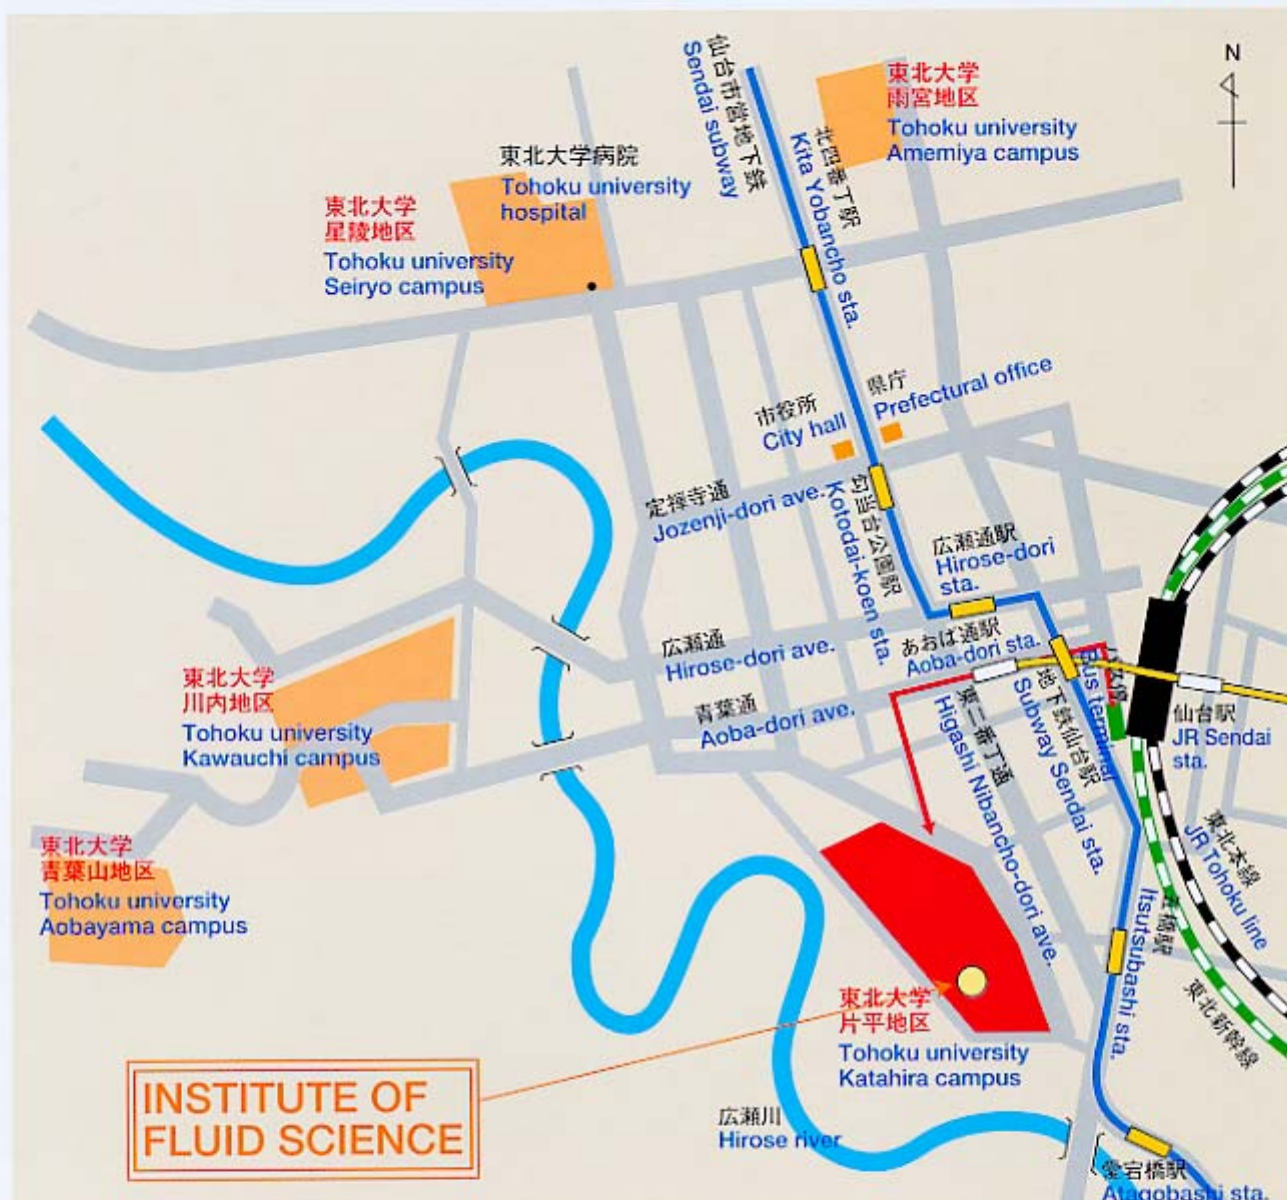 仙台市営地下鉄
Sendai subway
N
東北大学
雨宮地区
Tohoku university
Amemiya campus
北四番丁駅
Kita Yobancho sta.
東北大学病院
Tohoku university
hospital
東北大学
星陵地区
Tohoku university
Seiryo campus
県庁
Prefectural office
市役所
City hall
定禅寺通
Jozenji-dori ave.
勾当台公園駅
Kotodai-koen sta.
広瀬通駅
Hirose-dori
sta.
広瀬通
Hirose-dori ave.
あおば通駅
Aoba-dori sta.
青葉通
Aoba-dori ave.
東二番丁通
Higashi Nibancho-dori ave.
地下鉄仙台駅
Subway Sendai sta.
Bus terminal
仙台駅
JR Sendai
sta.
東北大学
川内地区
Tohoku university
Kawauchi campus
東北大学
青葉山地区
Tohoku university
Aobayama campus
東北本線
JR Tohoku line
五橋駅
Itsutsubashi sta.
東北新幹線
東北大学
片平地区
Tohoku university
Katahira campus
INSTITUTE OF
FLUID SCIENCE
広瀬川
Hirose river
愛宕橋駅
Atagobashi sta.